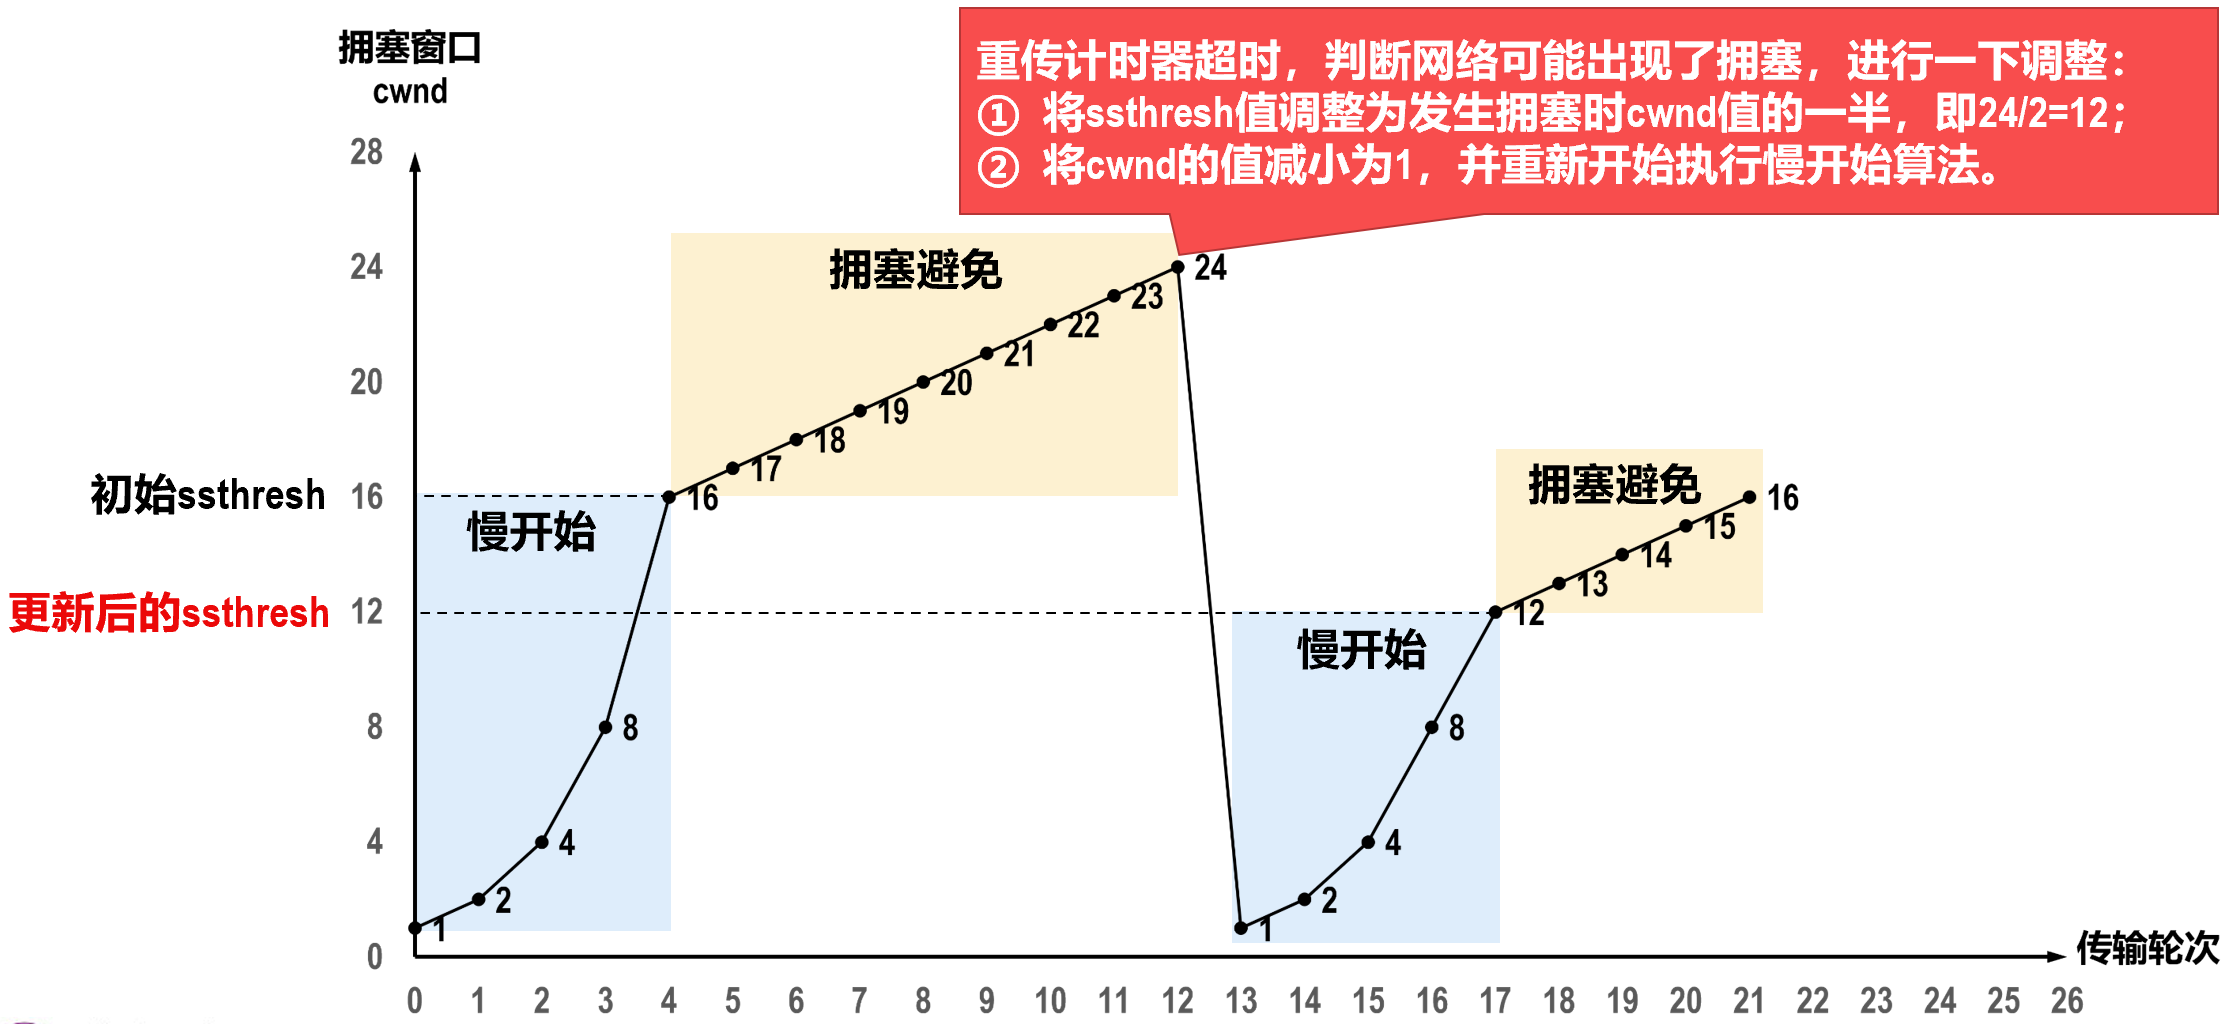 拥塞窗口
cwnd
重传计时器超时，判断网络可能出现了拥塞，进行一下调整：
① 将ssthresh值调整为发生拥塞时cwnd值的一半，即24/2=12；
② 将cwnd的值减小为1，并重新开始执行慢开始算法。
28
24
20
初始ssthresh 16
更新后的ssthresh 12
8
4
0
慢开始
1
2
4
8
16
拥塞避免
17
18
19
20
21
22
23
24
慢开始
1
2
4
8
12
拥塞避免
13
14
15
16
传输轮次
0 1 2 3 4 5 6 7 8 9 10 11 12 13 14 15 16 17 18 19 20 21 22 23 24 25 26